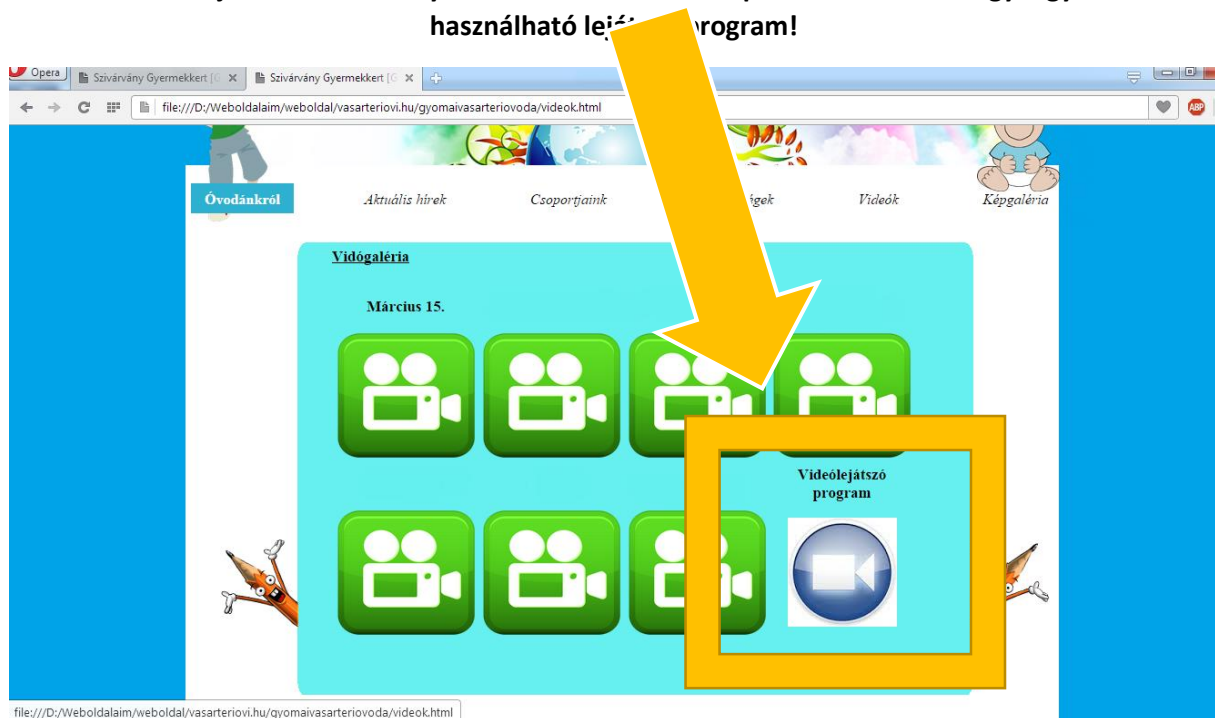 használható program!
Opera Szivárvány Gyermekkert [G Szivárvány Gyermekkert [G
file:///D:/Weboldalaim/weboldal/vasarteriovi.hu/gyomaivasarteriovoda/videok.html
ABP
Óvodánkról Aktuális hírek Csoportjaink Videók Képgaléria
Vidógaléria
Március 15.
Videólejátszó
program
file:///D:/Weboldalaim/weboldal/vasarteriovi.hu/gyomaivasarteriovoda/videok.html